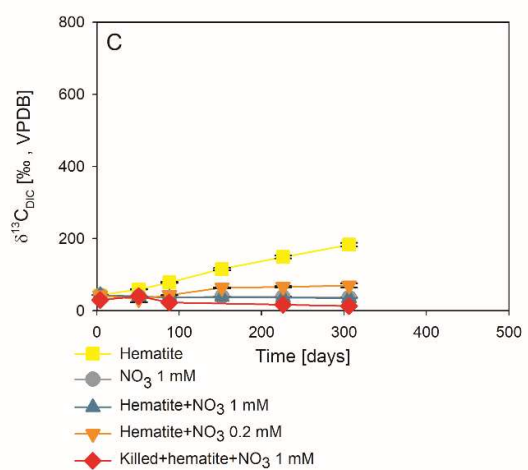 C
800
600
400
200
0
δ¹³C_DIC [‰ , VPDB]
0 100 200 300 400 500
Time [days]
Hematite
NO₃ 1 mM
Hematite+NO₃ 1 mM
Hematite+NO₃ 0.2 mM
Killed+hematite+NO₃ 1 mM